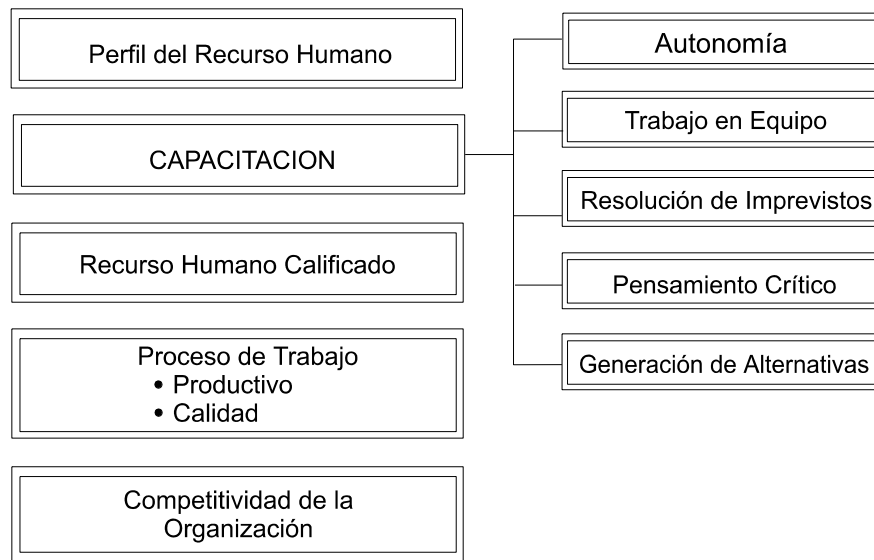 Perfil del Recurso Humano
CAPACITACION
Recurso Humano Calificado
Proceso de Trabajo
• Productivo
• Calidad
Competitividad de la
Organización
Autonomía
Trabajo en Equipo
Resolución de Imprevistos
Pensamiento Crítico
Generación de Alternativas